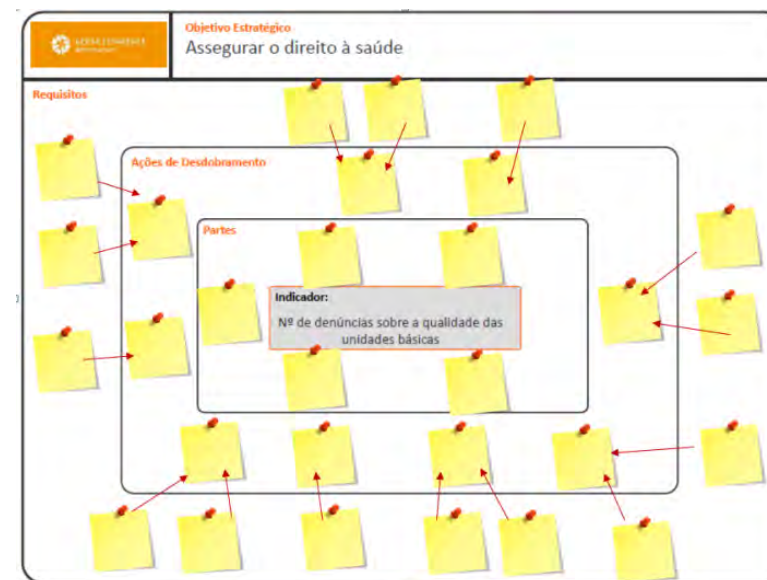 Objetivo Estratégico
Assegurar o direito à saúde
Requisitos
Ações de Desdobramento
Partes
Indicador:
Nº de denúncias sobre a qualidade das
unidades básicas